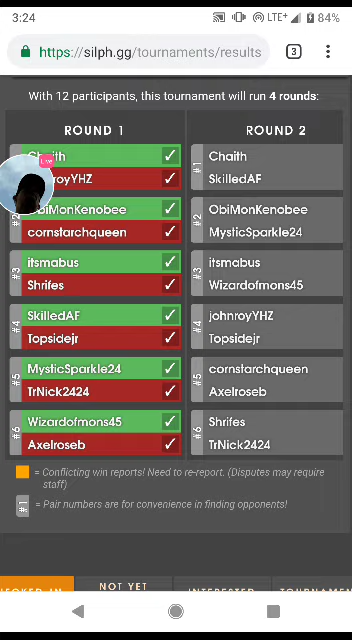 3:24
LTE+
84%
https://silph.gg/tournaments/results
3
With 12 participants, this tournament will run 4 rounds:
ROUND 1
ROUND 2
#1
Chaith
SkilledAF
Live
#2
ObiMonKenobee
cornstarchqueen
#2
ObiMonKenobee
MysticSparkle24
#3
itsmabus
Shrifes
#3
itsmabus
Wizardofmons45
#4
SkilledAF
Topsidejr
#4
johnroyYHZ
Topsidejr
#5
MysticSparkle24
TrNick2424
#5
cornstarchqueen
Axelroseb
#6
Wizardofmons45
Axelroseb
#6
Shrifes
TrNick2424
= Conflicting win reports! Need to re-report. (Disputes may require
staff)
#1
= Pair numbers are for convenience in finding opponents!
NOT YET
INTERESTED